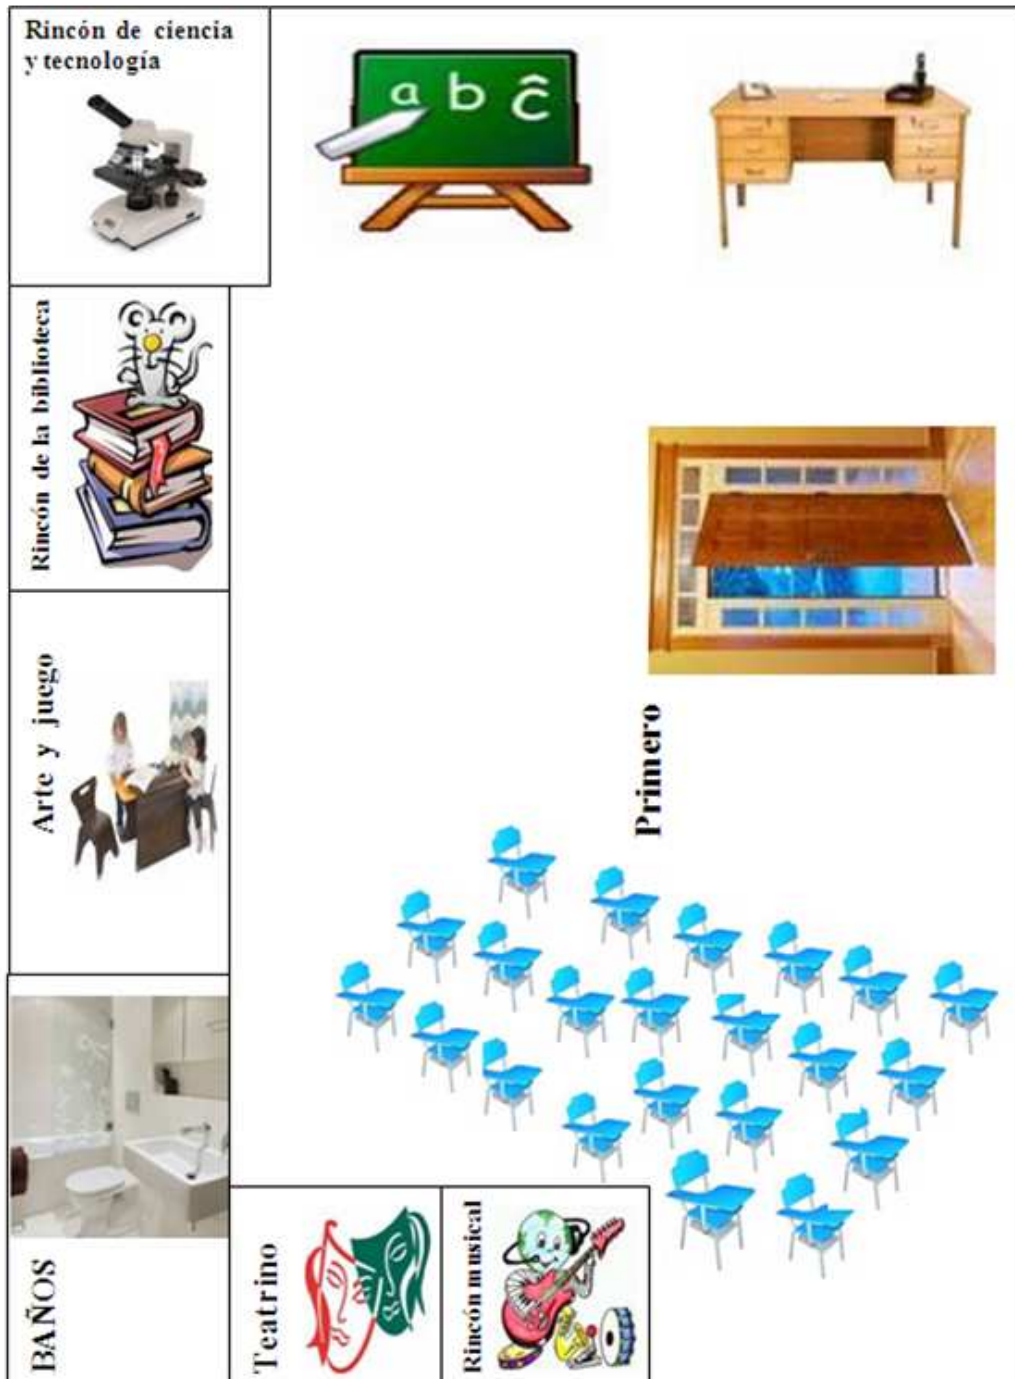 Rincón de ciencia
y tecnología
a b ĉ
Rincón de la biblioteca
Arte y juego
Primero
BAÑOS
Teatrino
Rincón musical